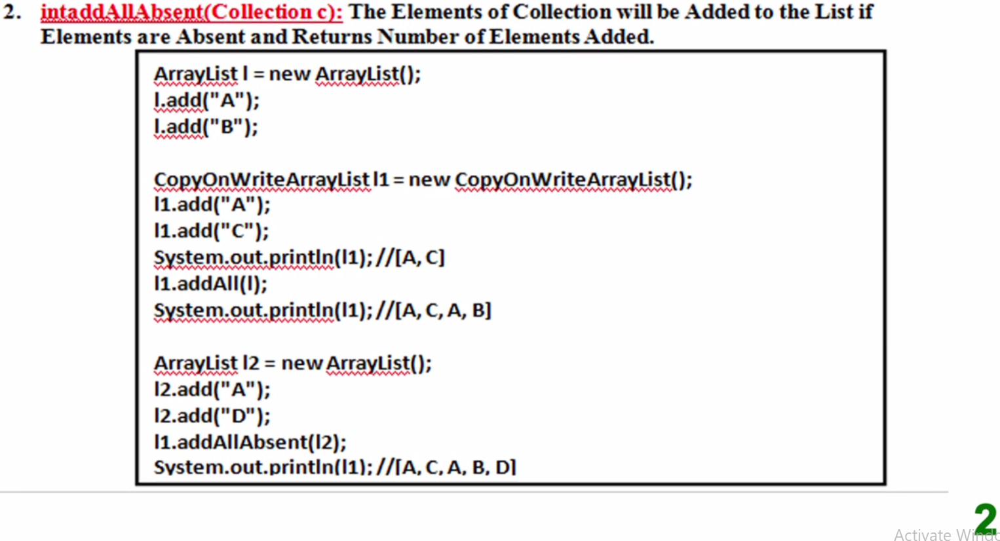 2. intaddAllAbsent(Collection c): The Elements of Collection will be Added to the List if
Elements are Absent and Returns Number of Elements Added.
ArrayList l = new ArrayList();
l.add("A");
l.add("B");
CopyOnWriteArrayList l1 = new CopyOnWriteArrayList();
l1.add("A");
l1.add("C");
System.out.println(l1); //[A, C]
l1.addAll(l);
System.out.println(l1); //[A, C, A, B]
ArrayList l2 = new ArrayList();
l2.add("A");
l2.add("D");
l1.addAllAbsent(l2);
System.out.println(l1); //[A, C, A, B, D]
2
Activate